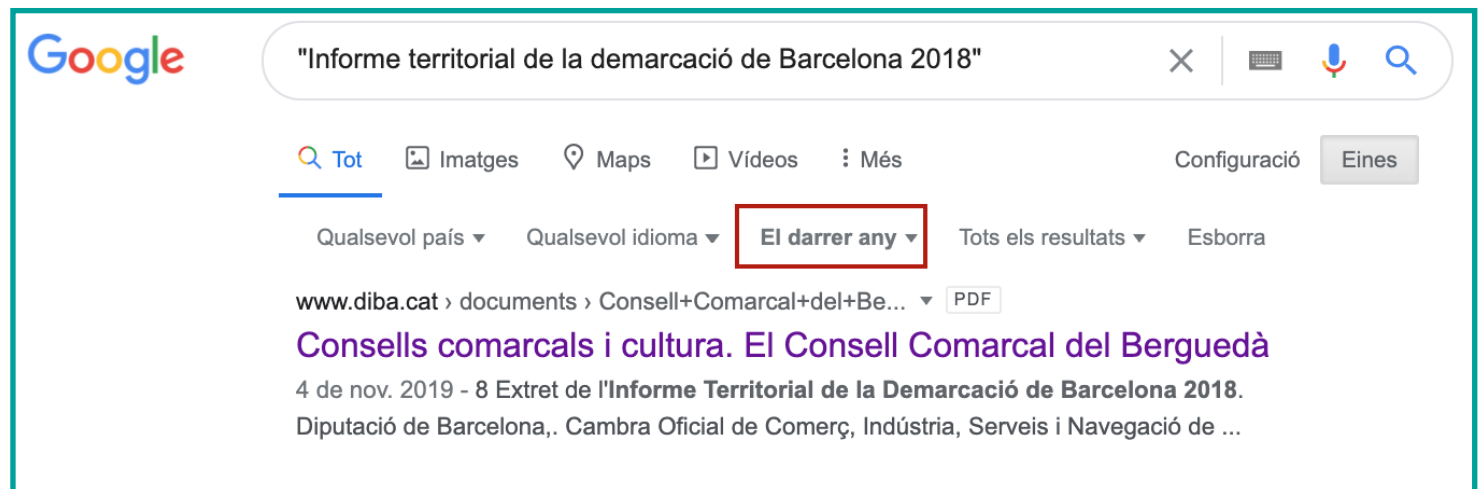 Google "Informe territorial de la demarcació de Barcelona 2018"
Tot Imatges Maps Vídeos Més Configuració Eines
Qualsevol país Qualsevol idioma El darrer any Tots els resultats Esborra
www.diba.cat › documents › Consell+Comarcal+del+Be... PDF
Consells comarcals i cultura. El Consell Comarcal del Berguedà
4 de nov. 2019 - 8 Extret de l'Informe Territorial de la Demarcació de Barcelona 2018.
Diputació de Barcelona,. Cambra Oficial de Comerç, Indústria, Serveis i Navegació de ...